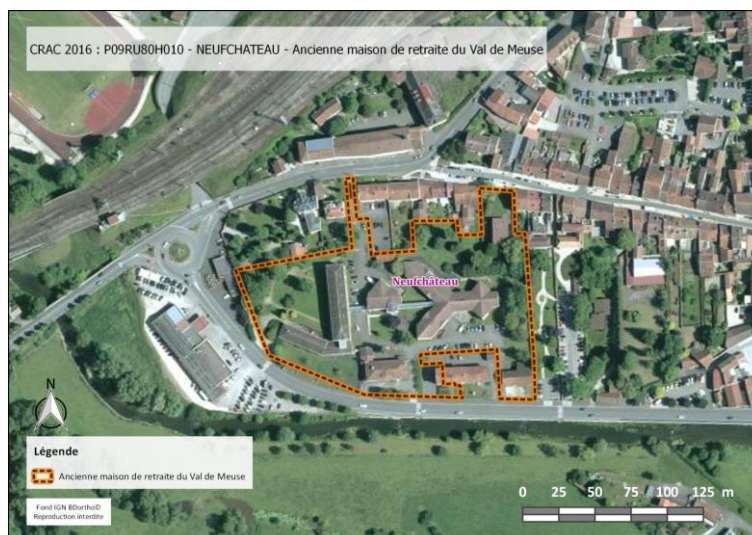 CRAC 2016 : P09RU80H010 - NEUFCHATEAU - Ancienne maison de retraite du Val de Meuse
Neufchâteau
N
Légende
Ancienne maison de retraite du Val de Meuse
Fond IGN BDortho©
Reproduction interdite
0 25 50 75 100 125 m